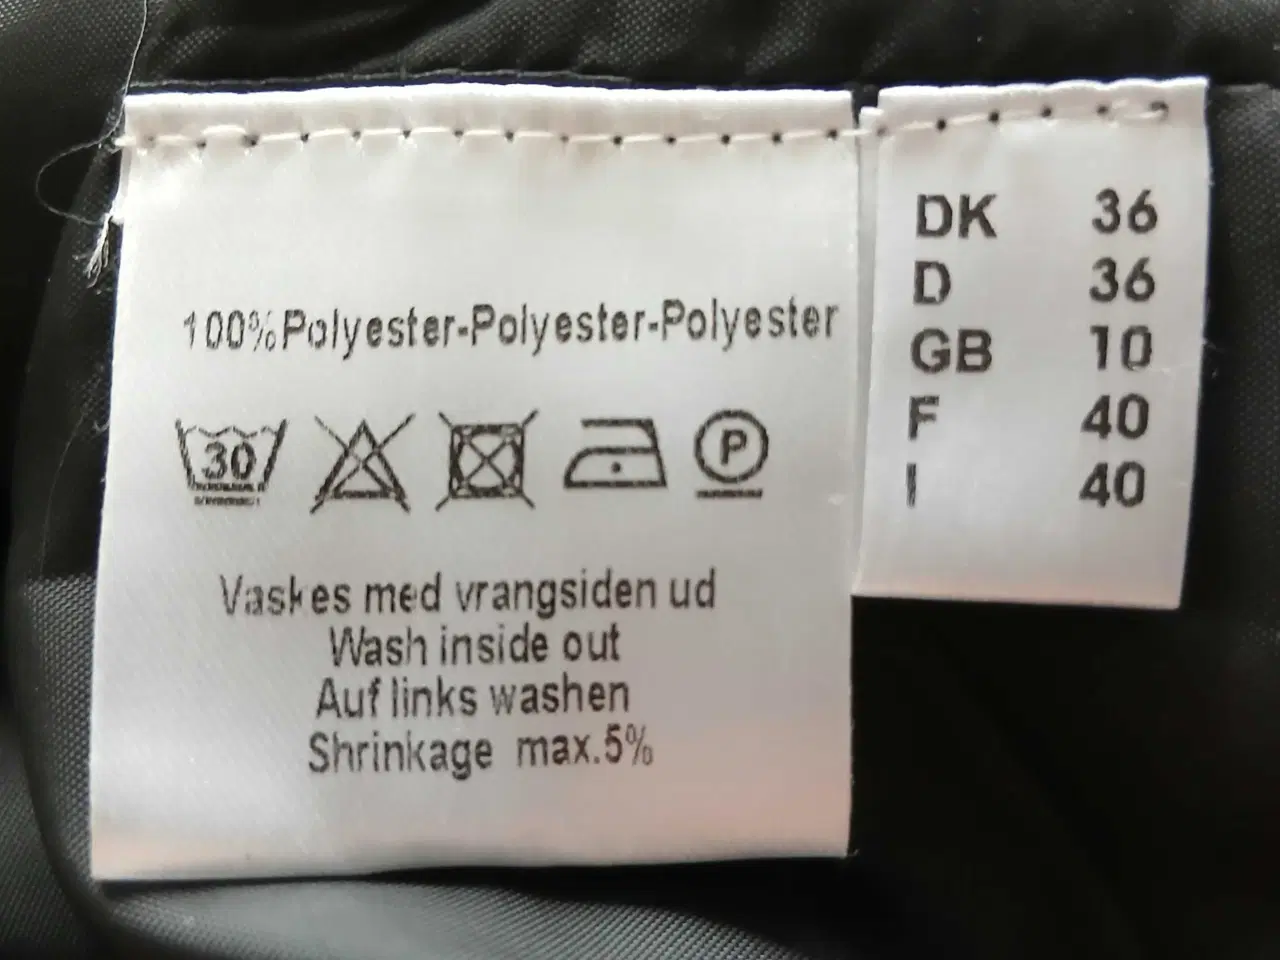 100%Polyester-Polyester-Polyester
30
P
Vaskes med vrangsiden ud
Wash inside out
Auf links washen
Shrinkage max.5%
DK 36
D 36
GB 10
F 40
I 40